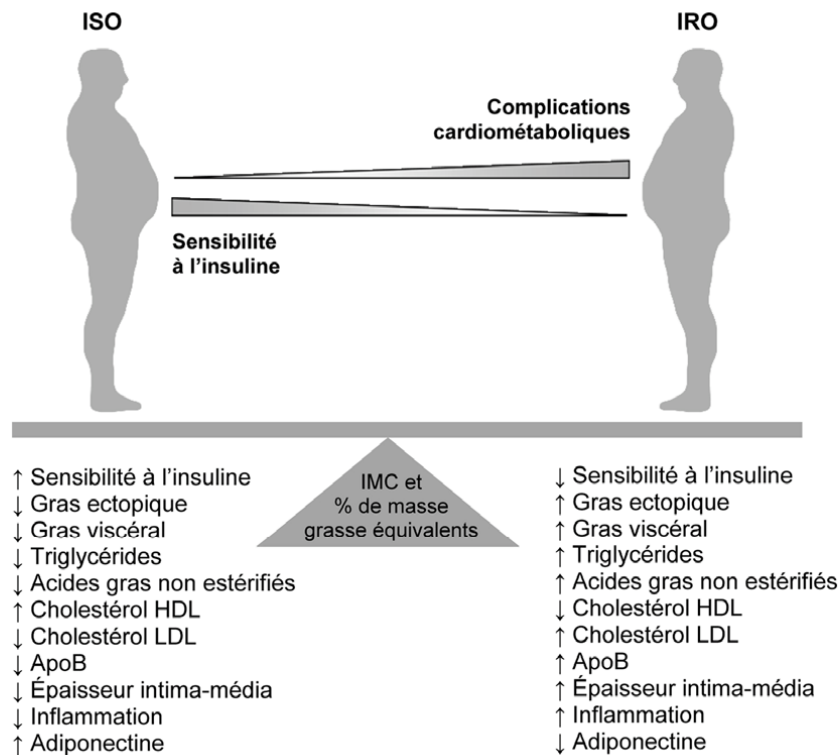 ISO
IRO
Complications
cardiométaboliques
Sensibilité
à l'insuline
IMC et
% de masse
grasse équivalents
↑ Sensibilité à l'insuline
↓ Gras ectopique
↓ Gras viscéral
↓ Triglycérides
↓ Acides gras non estérifiés
↑ Cholestérol HDL
↓ Cholestérol LDL
↓ ApoB
↓ Épaisseur intima-média
↓ Inflammation
↑ Adiponectine
↓ Sensibilité à l'insuline
↑ Gras ectopique
↑ Gras viscéral
↑ Triglycérides
↑ Acides gras non estérifiés
↓ Cholestérol HDL
↑ Cholestérol LDL
↑ ApoB
↑ Épaisseur intima-média
↑ Inflammation
↓ Adiponectine